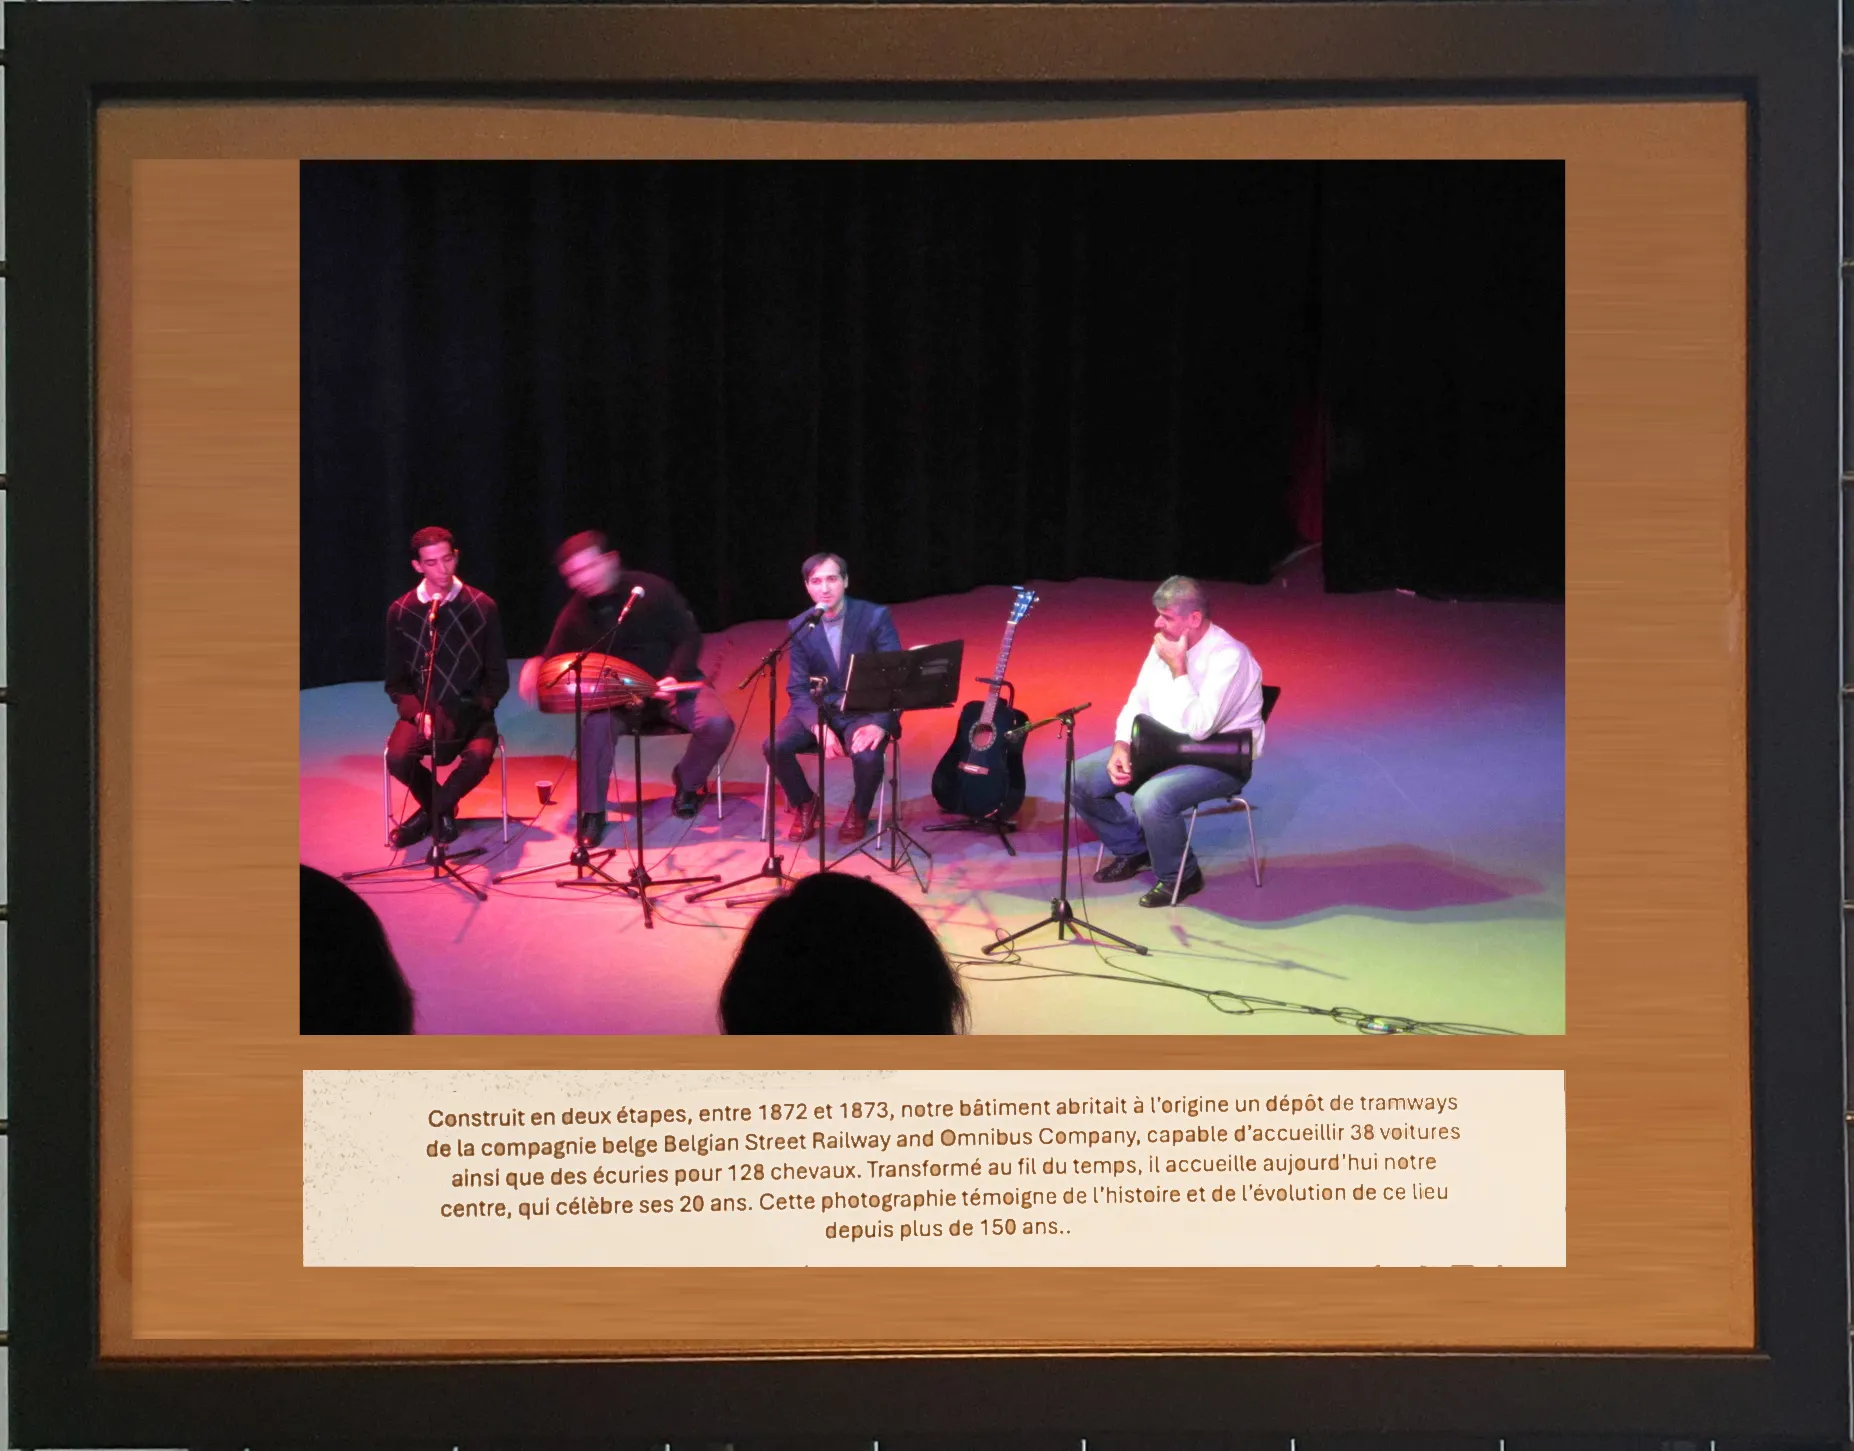 Construit en deux étapes, entre 1872 et 1873, notre bâtiment abritait à l'origine un dépôt de tramways
de la compagnie belge Belgian Street Railway and Omnibus Company, capable d'accueillir 38 voitures
ainsi que des écuries pour 128 chevaux. Transformé au fil du temps, il accueille aujourd'hui notre
centre, qui célèbre ses 20 ans. Cette photographie témoigne de l'histoire et de l'évolution de ce lieu
depuis plus de 150 ans..